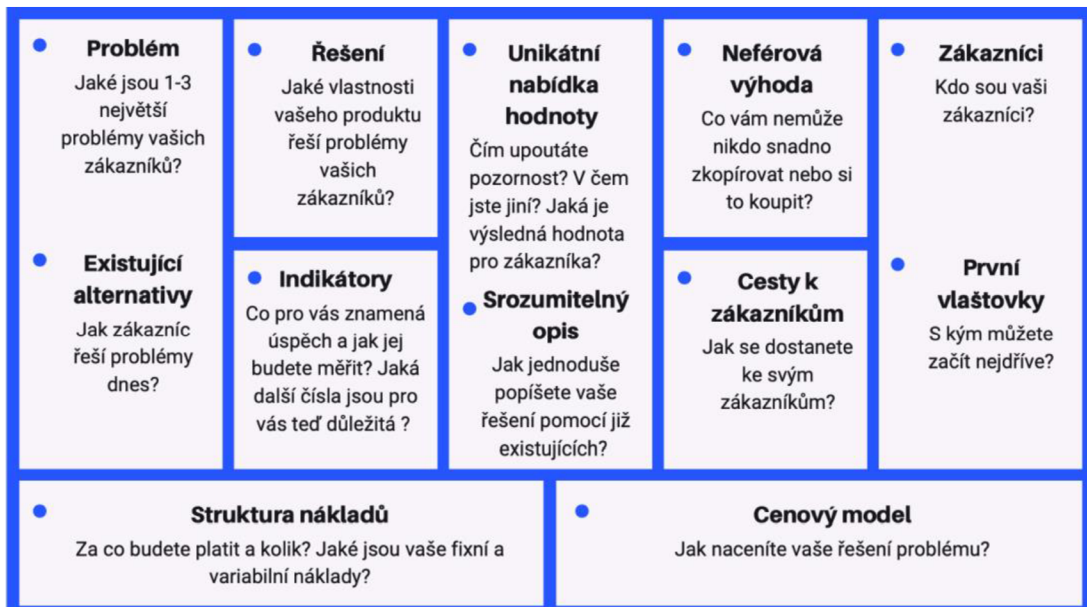 Problém
Jaké jsou 1-3
největší
problémy vašich
zákazníků?
Existující
alternativy
Jak zákazníc
řeší problémy
dnes?
Řešení
Jaké vlastnosti
vašeho produktu
řeší problémy
vašich
zákazníků?
Indikátory
Co pro vás znamená
úspěch a jak jej
budete měřit? Jaká
další čísla jsou pro
vás teď důležitá ?
Unikátní
nabídka
hodnoty
Čím upoutáte
pozornost? V čem
jste jiní? Jaká je
výsledná hodnota
pro zákazníka?
Srozumitelný
opis
Jak jednoduše
popíšete vaše
řešení pomocí již
existujících?
Neférová
výhoda
Co vám nemůže
nikdo snadno
zkopírovat nebo si
to koupit?
Cesty k
zákazníkům
Jak se dostanete
ke svým
zákazníkům?
Zákazníci
Kdo sou vaši
zákazníci?
První
vlaštovky
S kým můžete
začít nejdříve?
Struktura nákladů
Za co budete platit a kolik? Jaké jsou vaše fixní a
variabilní náklady?
Cenový model
Jak naceníte vaše řešení problému?